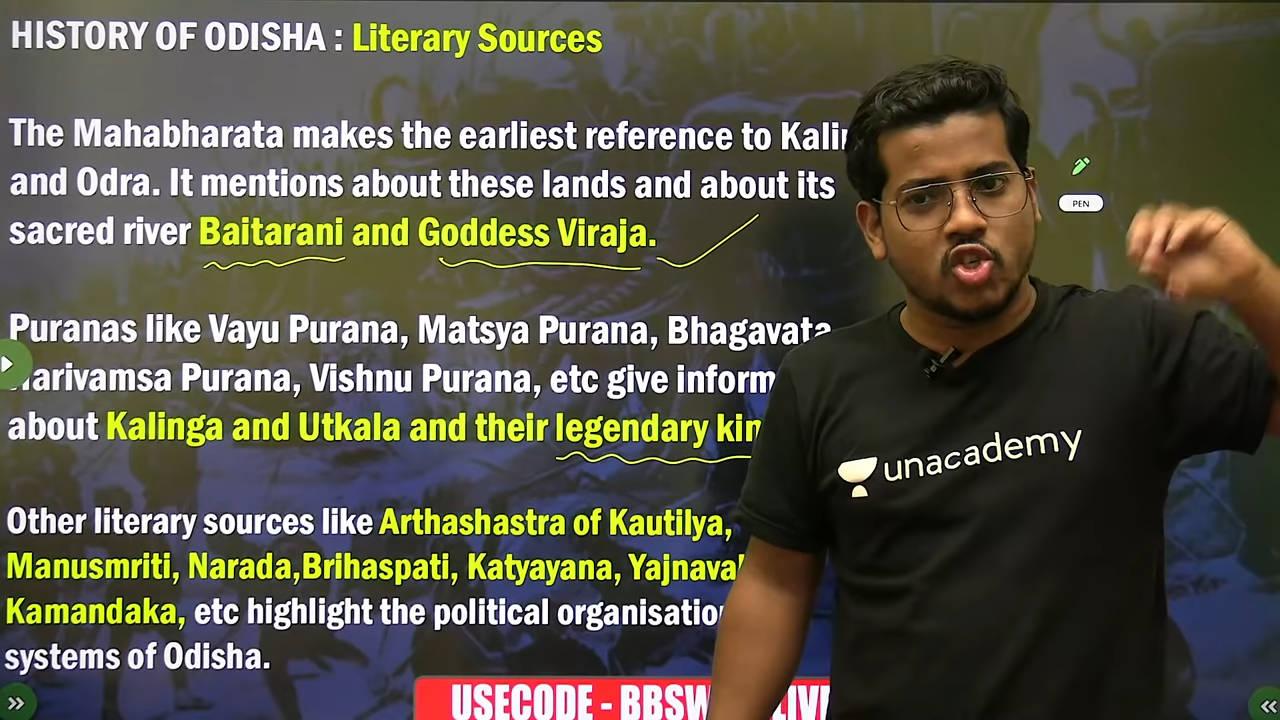 HISTORY OF ODISHA : Literary Sources
The Mahabharata makes the earliest reference to
and Odra. It mentions about these lands and about its
sacred river Baitarani and Goddess Viraja.
PEN
Puranas like Vayu Purana, Matsya Purana, Bhagavata
Purana, Vishnu Purana, etc give
about Kalinga and Utkala and their legendary
Other literary sources like Arthashastra of Kautilya,
Manusmriti, Narada,Brihaspati, Katyayana,
Kamandaka, etc highlight the political
systems of Odisha.
USECODE -
unacademy